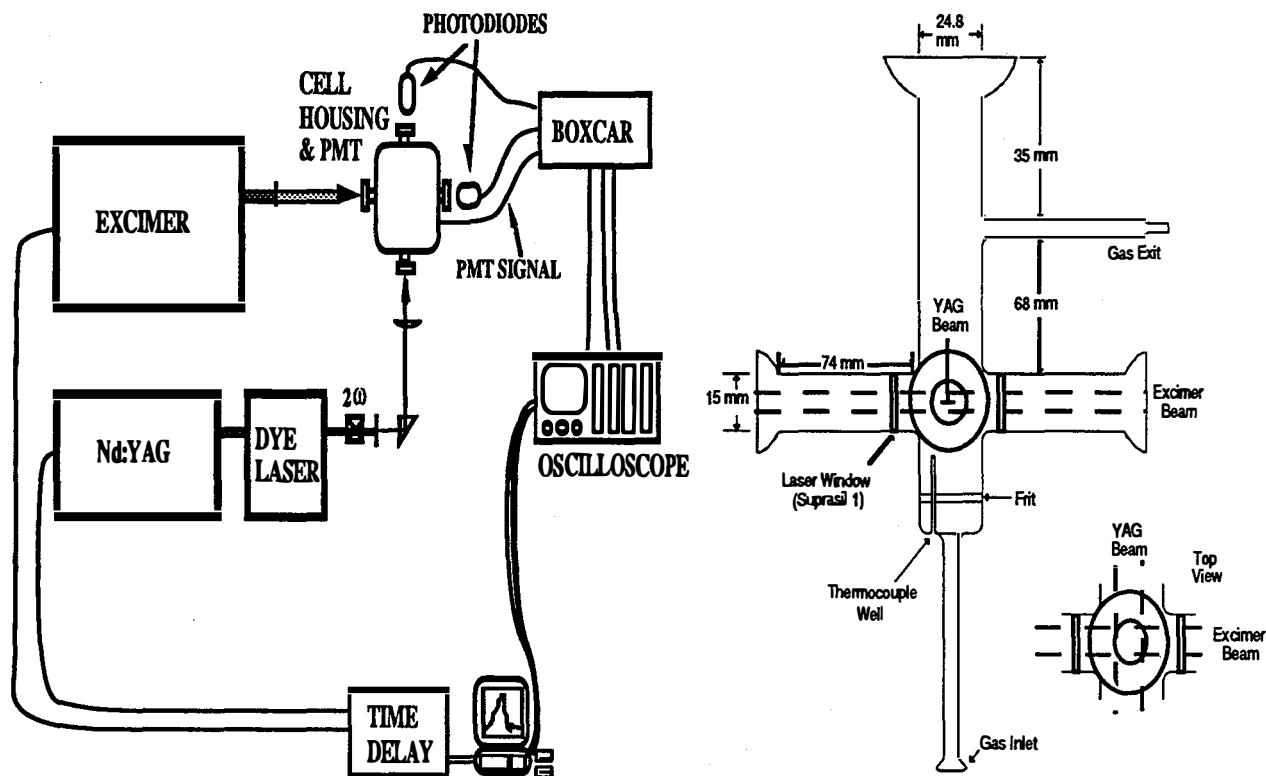 PHOTODIODES
CELL
HOUSING
& PMT
BOXCAR
EXCIMER
PMT SIGNAL
2ω
Nd:YAG
DYE
LASER
OSCILLOSCOPE
TIME
DELAY
24.8
mm
35 mm
Gas Exit
68 mm
YAG
Beam
74 mm
15 mm
Excimer
Beam
Laser Window
(Suprasil 1)
Frit
Thermocouple
Well
YAG
Beam
Top
View
Excimer
Beam
Gas Inlet